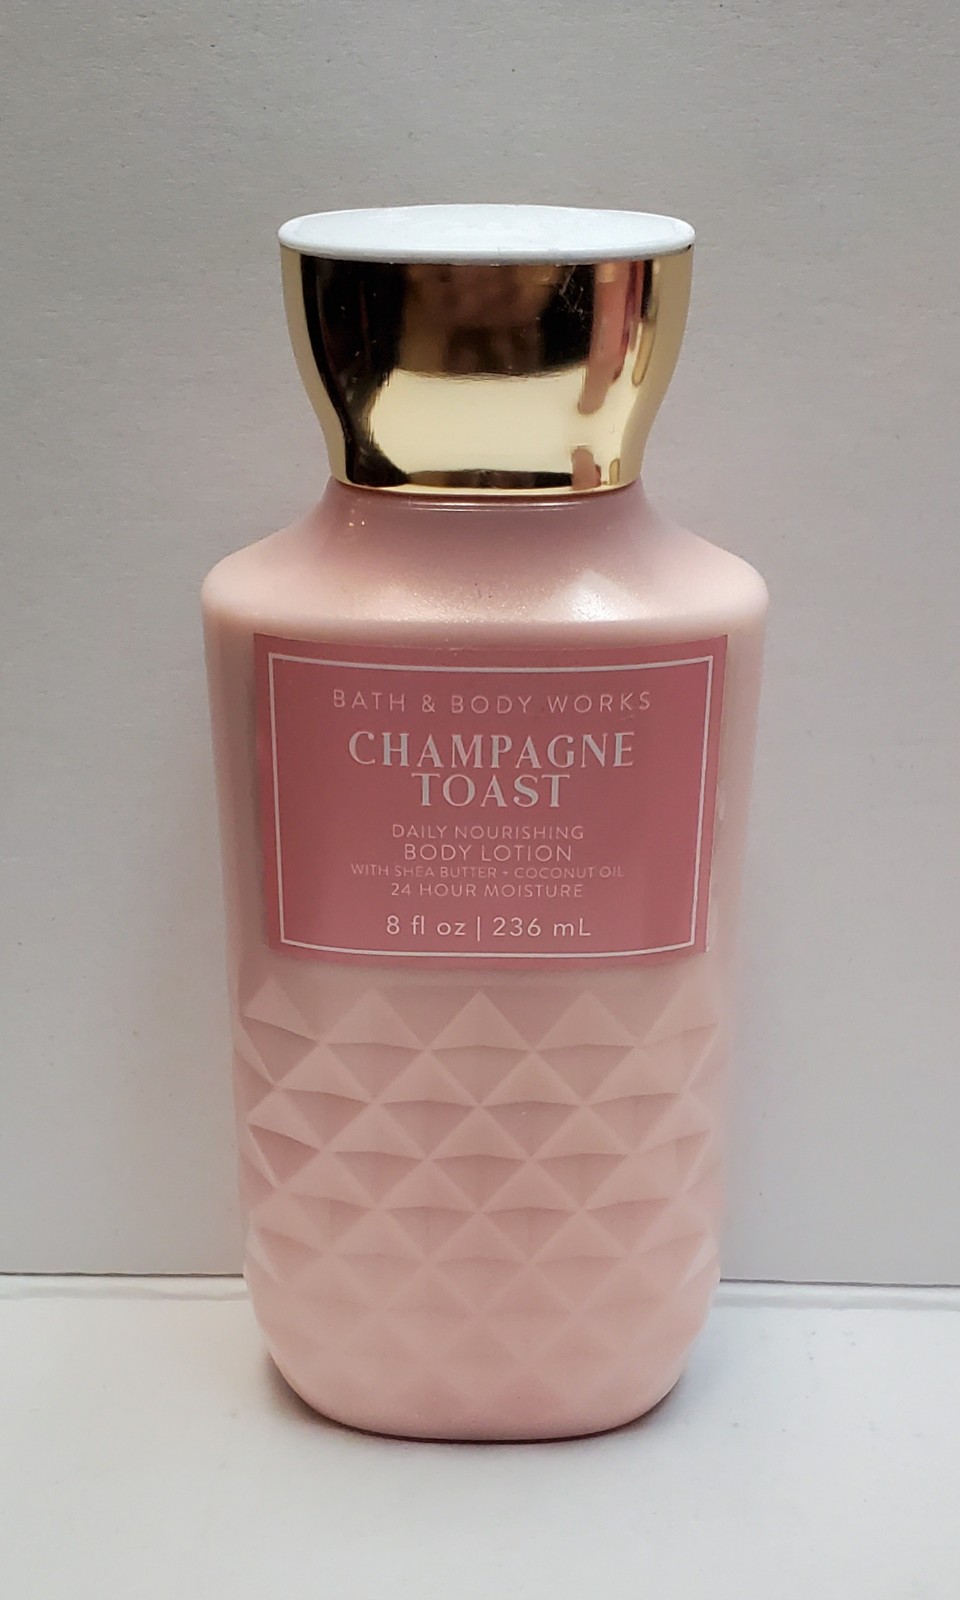 BATH & BODY WORKS
CHAMPAGNE
TOAST
DAILY NOURISHING
BODY LOTION
WITH SHEA BUTTER + COCONUT OIL
24 HOUR MOISTURE
8 fl oz | 236 mL